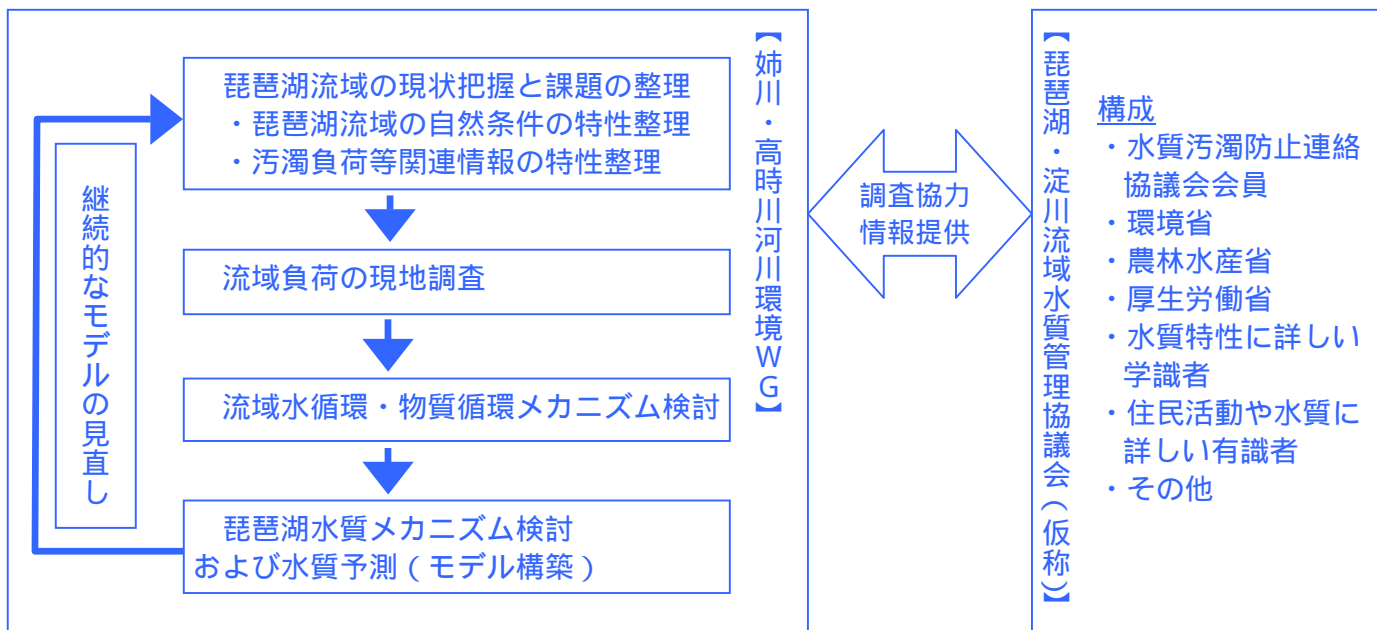 琵琶湖流域の現状把握と課題の整理
・琵琶湖流域の自然条件の特性整理
・汚濁負荷等関連情報の特性整理
流域負荷の現地調査
流域水循環・物質循環メカニズム検討
琵琶湖水質メカニズム検討
および水質予測(モデル構築)
継続的なモデルの見直し
【姉川・高時川河川環境WG】
調査協力
情報提供
【琵琶湖・淀川流域水質管理協議会(仮称)】
構成
・水質汚濁防止連絡
協議会会員
・環境省
・農林水産省
・厚生労働省
・水質特性に詳しい
学識者
・住民活動や水質に
詳しい有識者
・その他